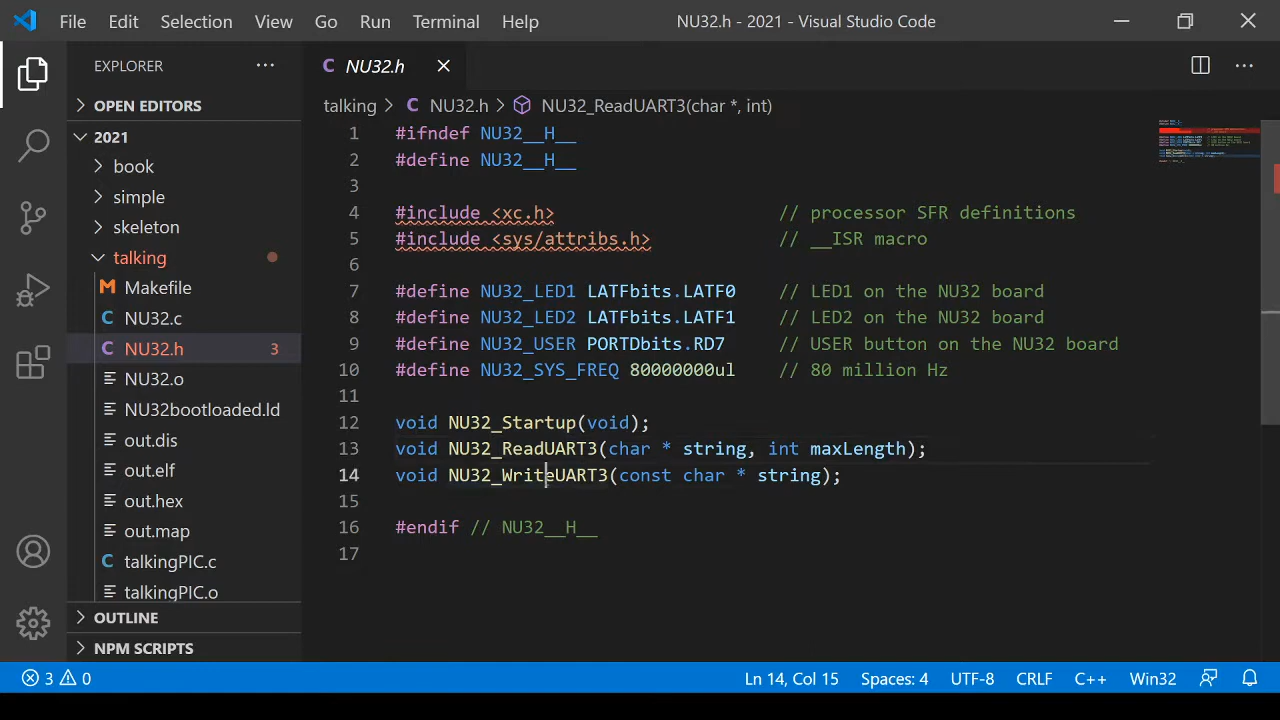 File Edit Selection View Go Run Terminal Help NU32.h - 2021 - Visual Studio Code
EXPLORER ···
OPEN EDITORS
2021
book
simple
skeleton
talking
M Makefile
C NU32.c
C NU32.h 3
NU32.o
NU32bootloaded.ld
out.dis
out.elf
out.hex
out.map
C talkingPIC.c
talkingPIC.o
OUTLINE
NPM SCRIPTS
C NU32.h
talking > C NU32.h > NU32_ReadUART3(char *, int)
1 #ifndef NU32__H__
2 #define NU32__H__
3
4 #include <xc.h> // processor SFR definitions
5 #include <sys/attribs.h> // __ISR macro
6
7 #define NU32_LED1 LATFbits.LATF0 // LED1 on the NU32 board
8 #define NU32_LED2 LATFbits.LATF1 // LED2 on the NU32 board
9 #define NU32_USER PORTDbits.RD7 // USER button on the NU32 board
10 #define NU32_SYS_FREQ 80000000ul // 80 million Hz
11
12 void NU32_Startup(void);
13 void NU32_ReadUART3(char * string, int maxLength);
14 void NU32_WriteUART3(const char * string);
15
16 #endif // NU32__H__
17
3 0 Ln 14, Col 15 Spaces: 4 UTF-8 CRLF C++ Win32